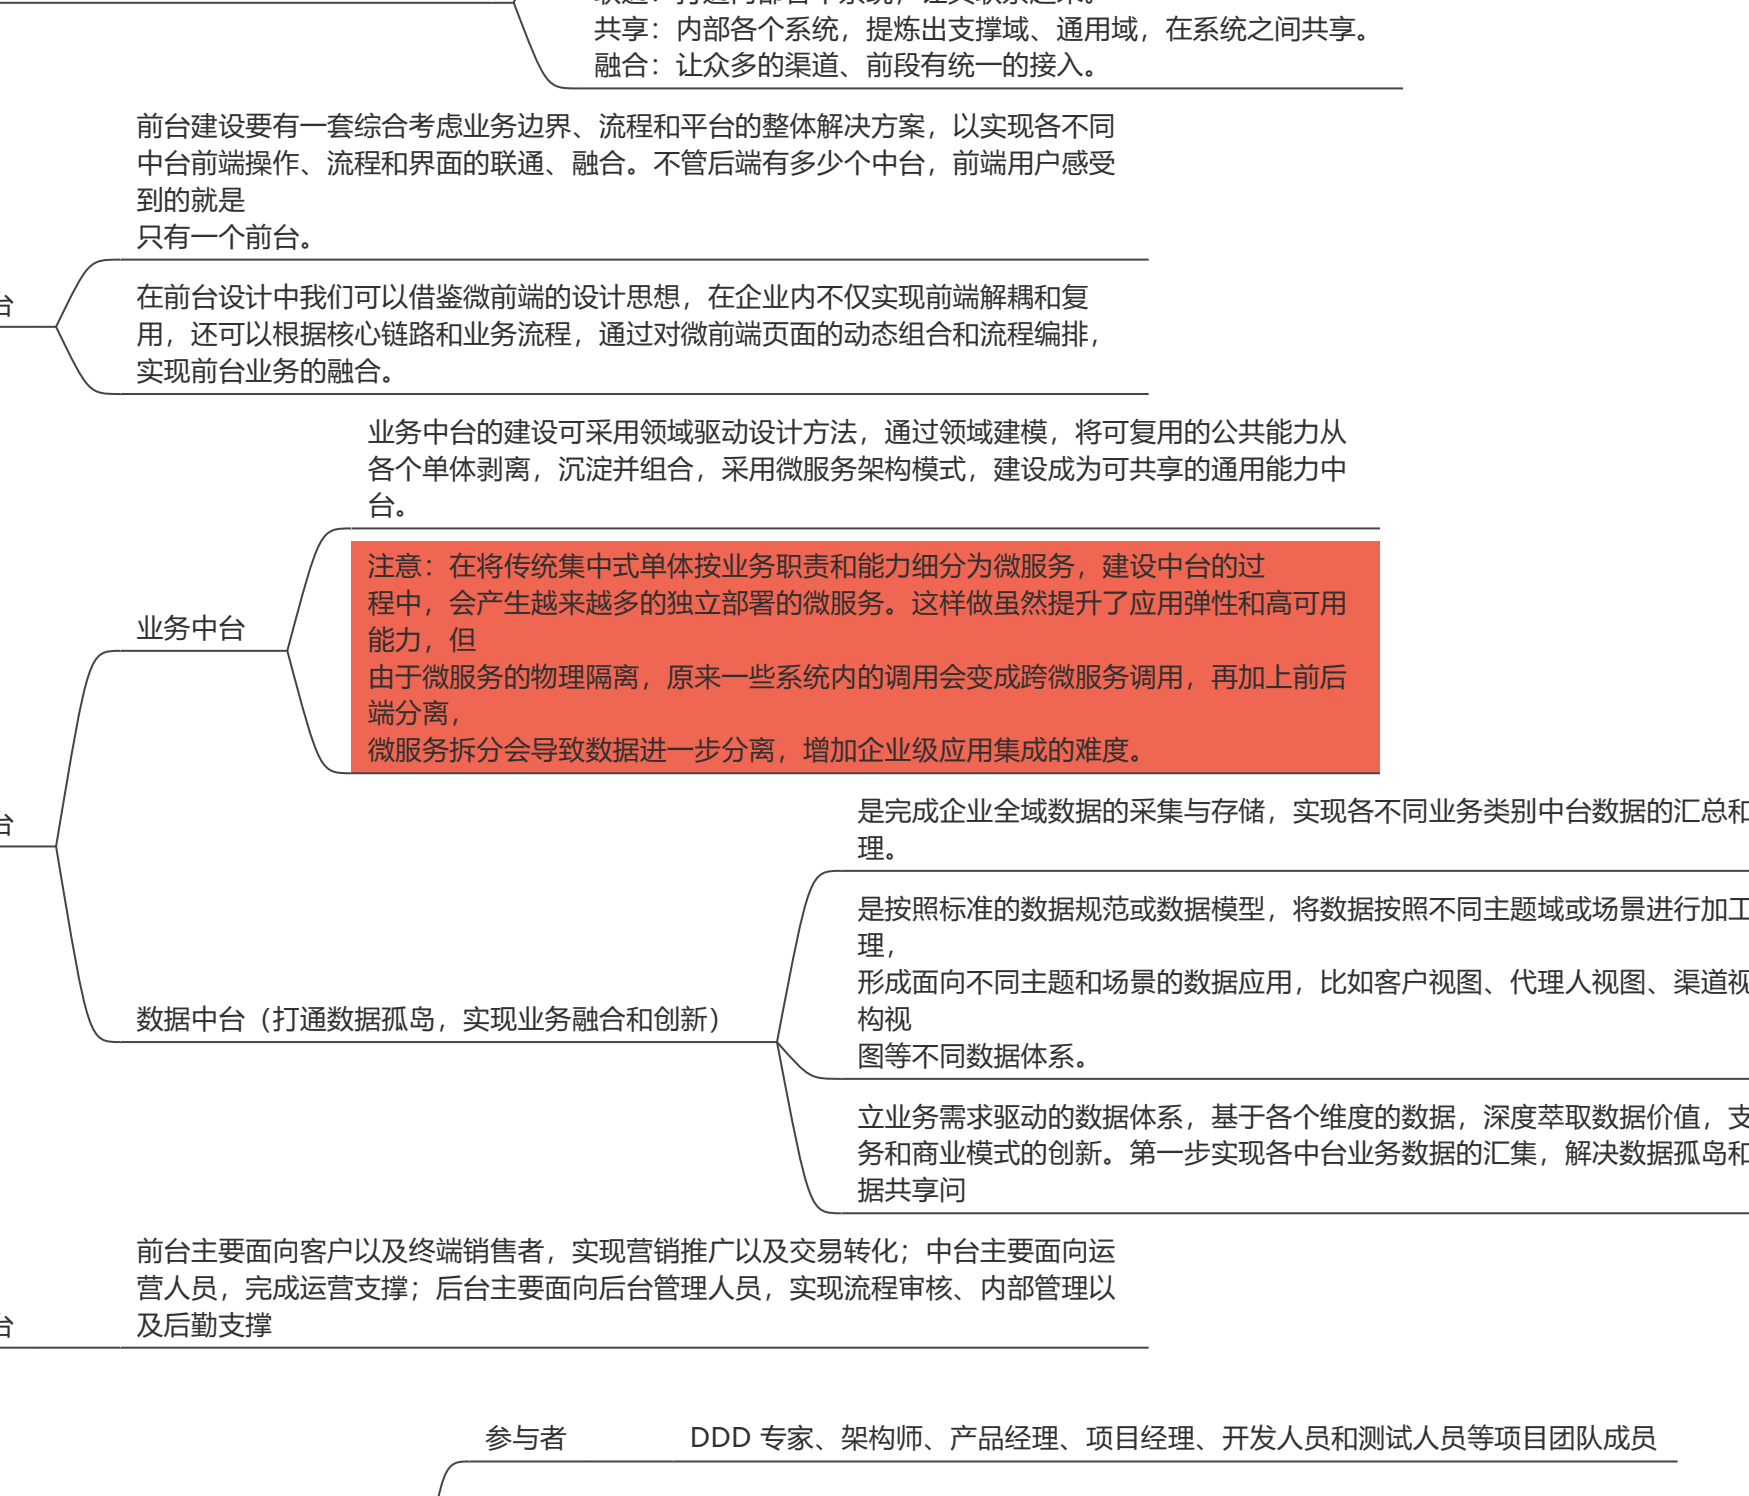 共享：内部各个系统，提炼出支撑域、通用域，在系统之间共享。
融合：让众多的渠道、前段有统一的接入。
前台建设要有一套综合考虑业务边界、流程和平台的整体解决方案，以实现各不同
中台前端操作、流程和界面的联通、融合。不管后端有多少个中台，前端用户感受
到的就是
只有一个前台。
台
在前台设计中我们可以借鉴微前端的设计思想，在企业内不仅实现前端解耦和复
用，还可以根据核心链路和业务流程，通过对微前端页面的动态组合和流程编排，
实现前台业务的融合。
业务中台的建设可采用领域驱动设计方法，通过领域建模，将可复用的公共能力从
各个单体剥离，沉淀并组合，采用微服务架构模式，建设成为可共享的通用能力中
台。
注意：在将传统集中式单体按业务职责和能力细分为微服务，建设中台的过
程中，会产生越来越多的独立部署的微服务。这样做虽然提升了应用弹性和高可用
能力，但
由于微服务的物理隔离，原来一些系统内的调用会变成跨微服务调用，再加上前后
端分离，
微服务拆分会导致数据进一步分离，增加企业级应用集成的难度。
业务中台
台
是完成企业全域数据的采集与存储，实现各不同业务类别中台数据的汇总和
理。
是按照标准的数据规范或数据模型，将数据按照不同主题域或场景进行加工
理，
形成面向不同主题和场景的数据应用，比如客户视图、代理人视图、渠道视
构视
图等不同数据体系。
数据中台（打通数据孤岛，实现业务融合和创新）
立业务需求驱动的数据体系，基于各个维度的数据，深度萃取数据价值，支
务和商业模式的创新。第一步实现各中台业务数据的汇集，解决数据孤岛和
据共享问
前台主要面向客户以及终端销售者，实现营销推广以及交易转化；中台主要面向运
营人员，完成运营支撑；后台主要面向后台管理人员，实现流程审核、内部管理以
及后勤支撑
台
参与者
DDD 专家、架构师、产品经理、项目经理、开发人员和测试人员等项目团队成员